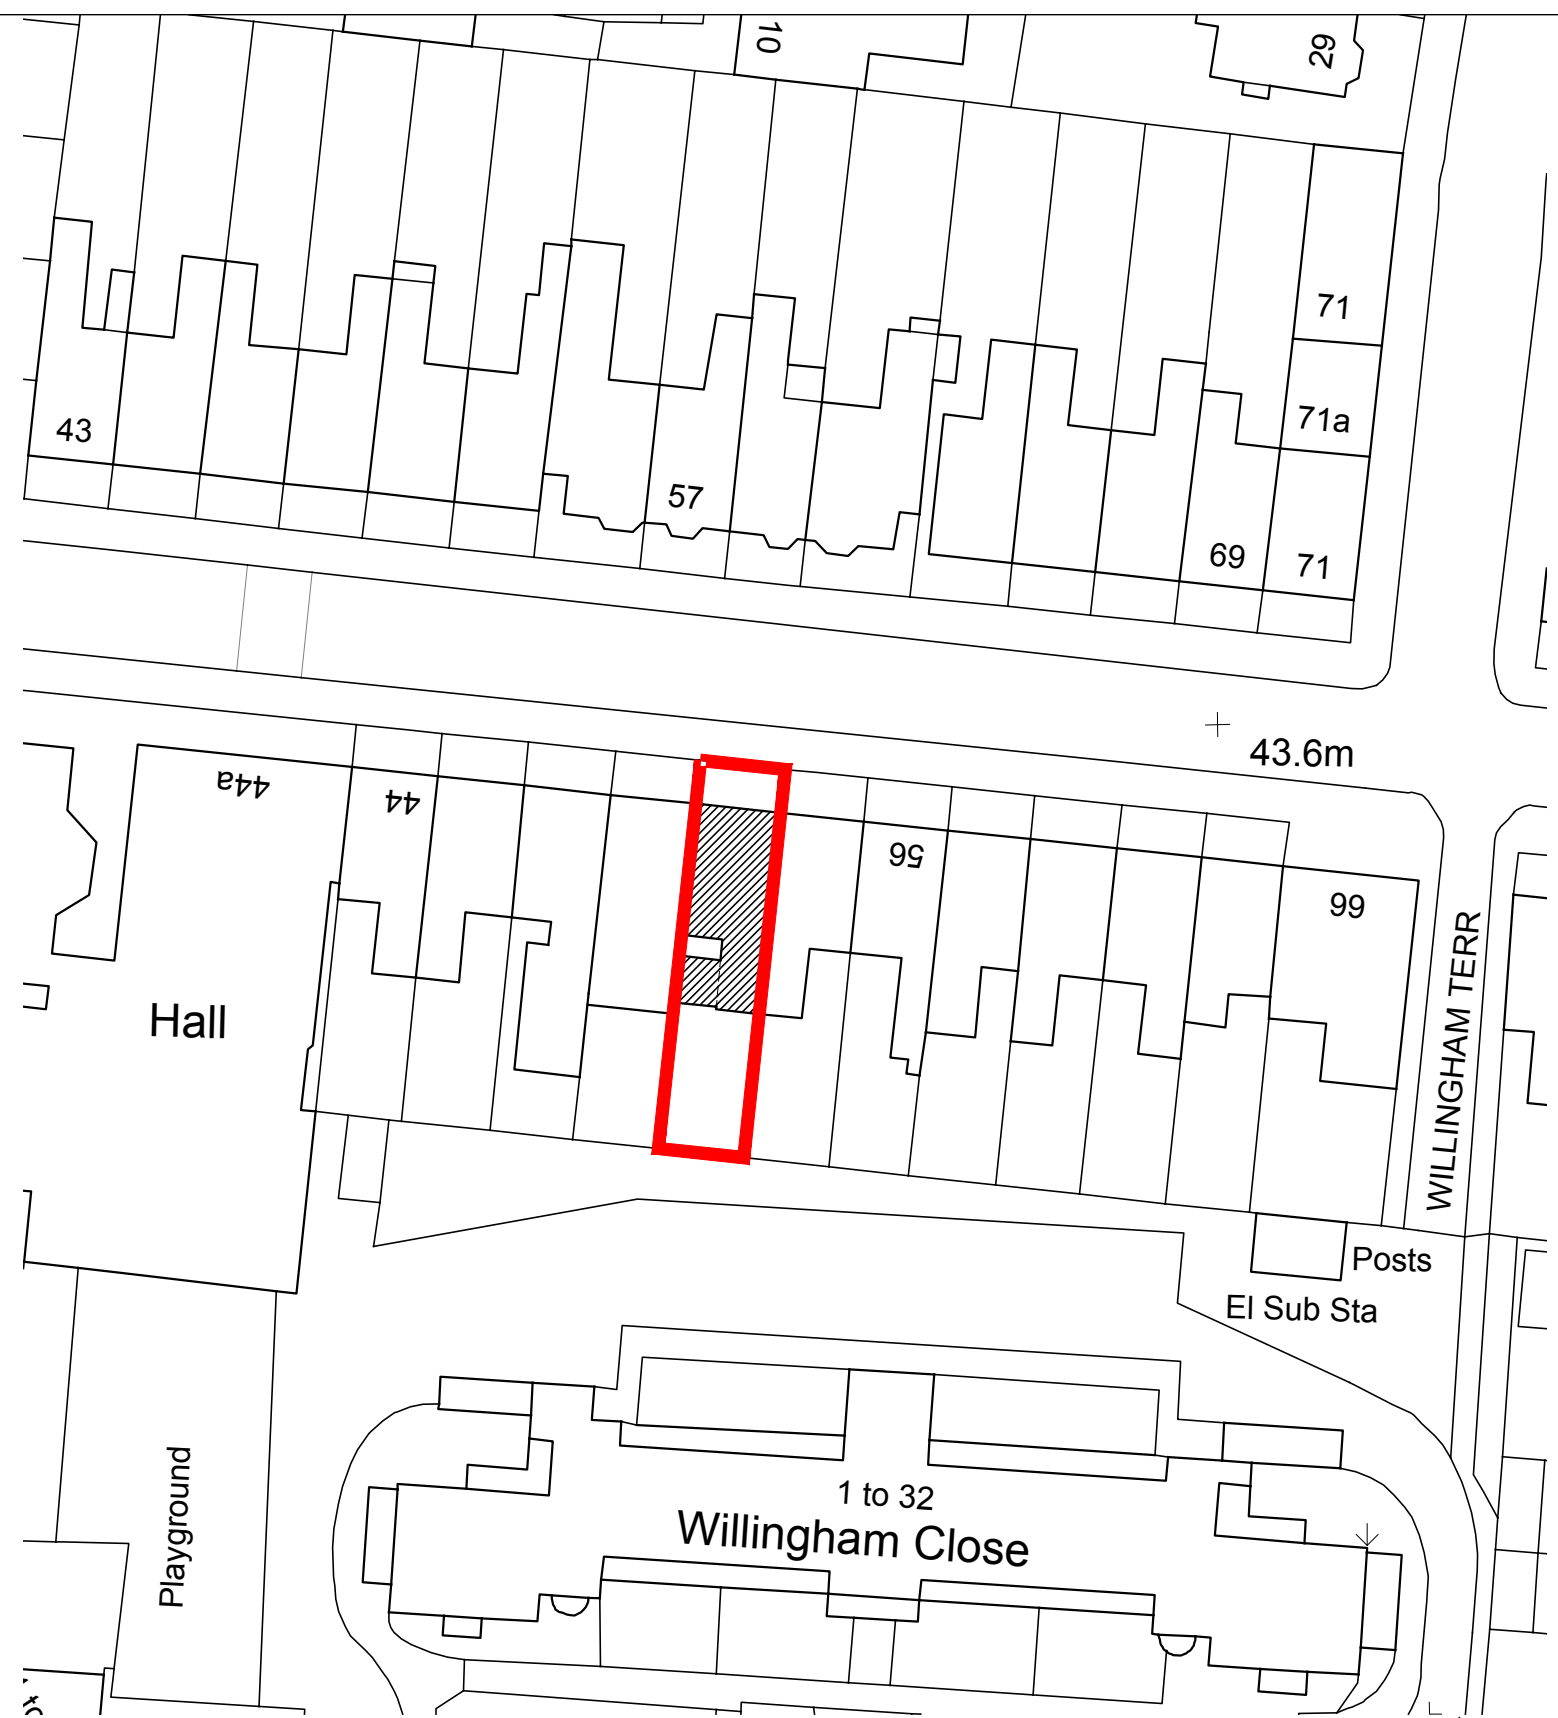 10
29
71
71a
43
57
69
71
43.6m
44a
44
56
66
Hall
WILLINGHAM TERR
Posts
El Sub Sta
1 to 32
Willingham Close
Playground